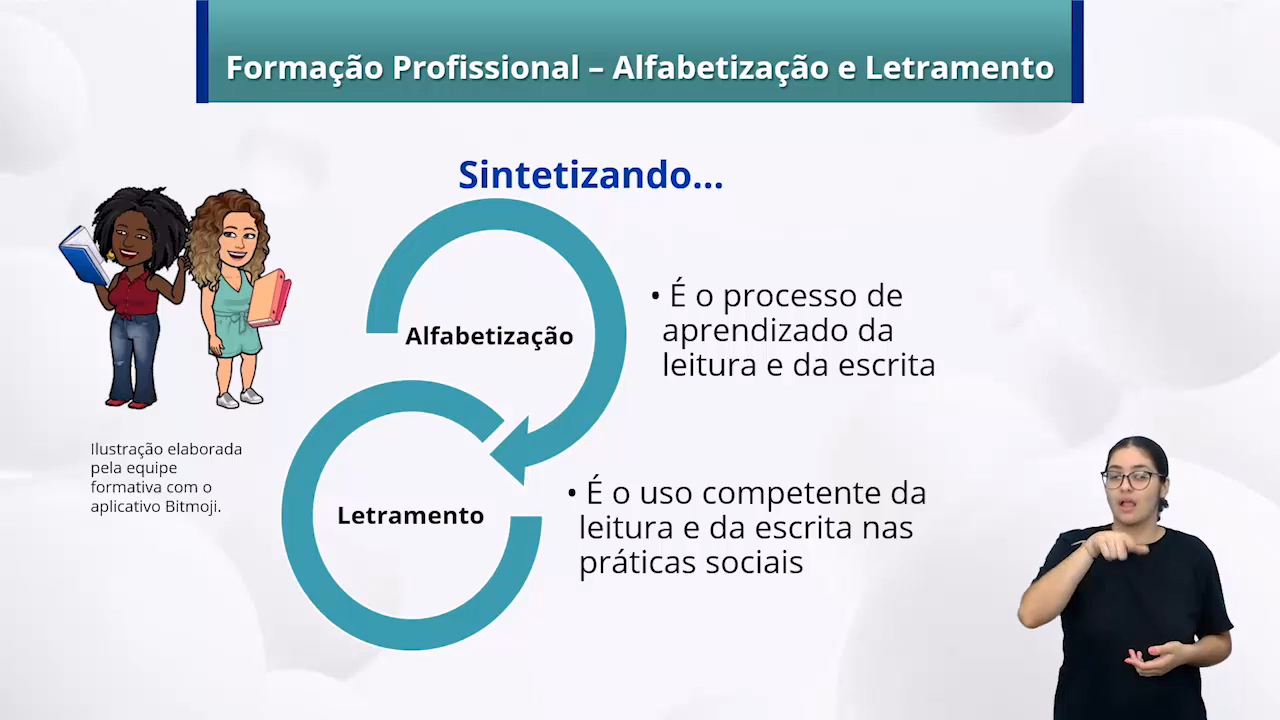 Formação Profissional – Alfabetização e Letramento
Sintetizando...
Alfabetização
• É o processo de
aprendizado da
leitura e da escrita
Letramento
• É o uso competente da
leitura e da escrita nas
práticas sociais
Ilustração elaborada
pela equipe
formativa com o
aplicativo Bitmoji.